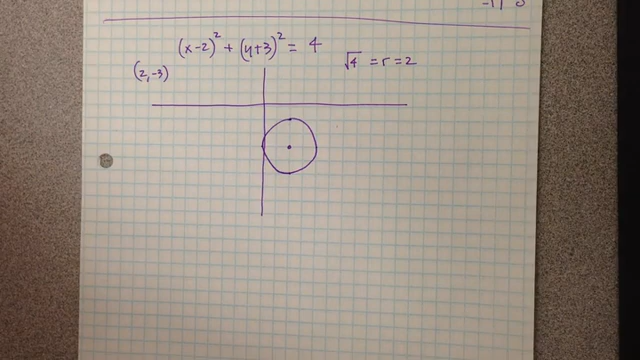 (x-2)² + (y+3)² = 4
(2,-3)
√4 = r = 2